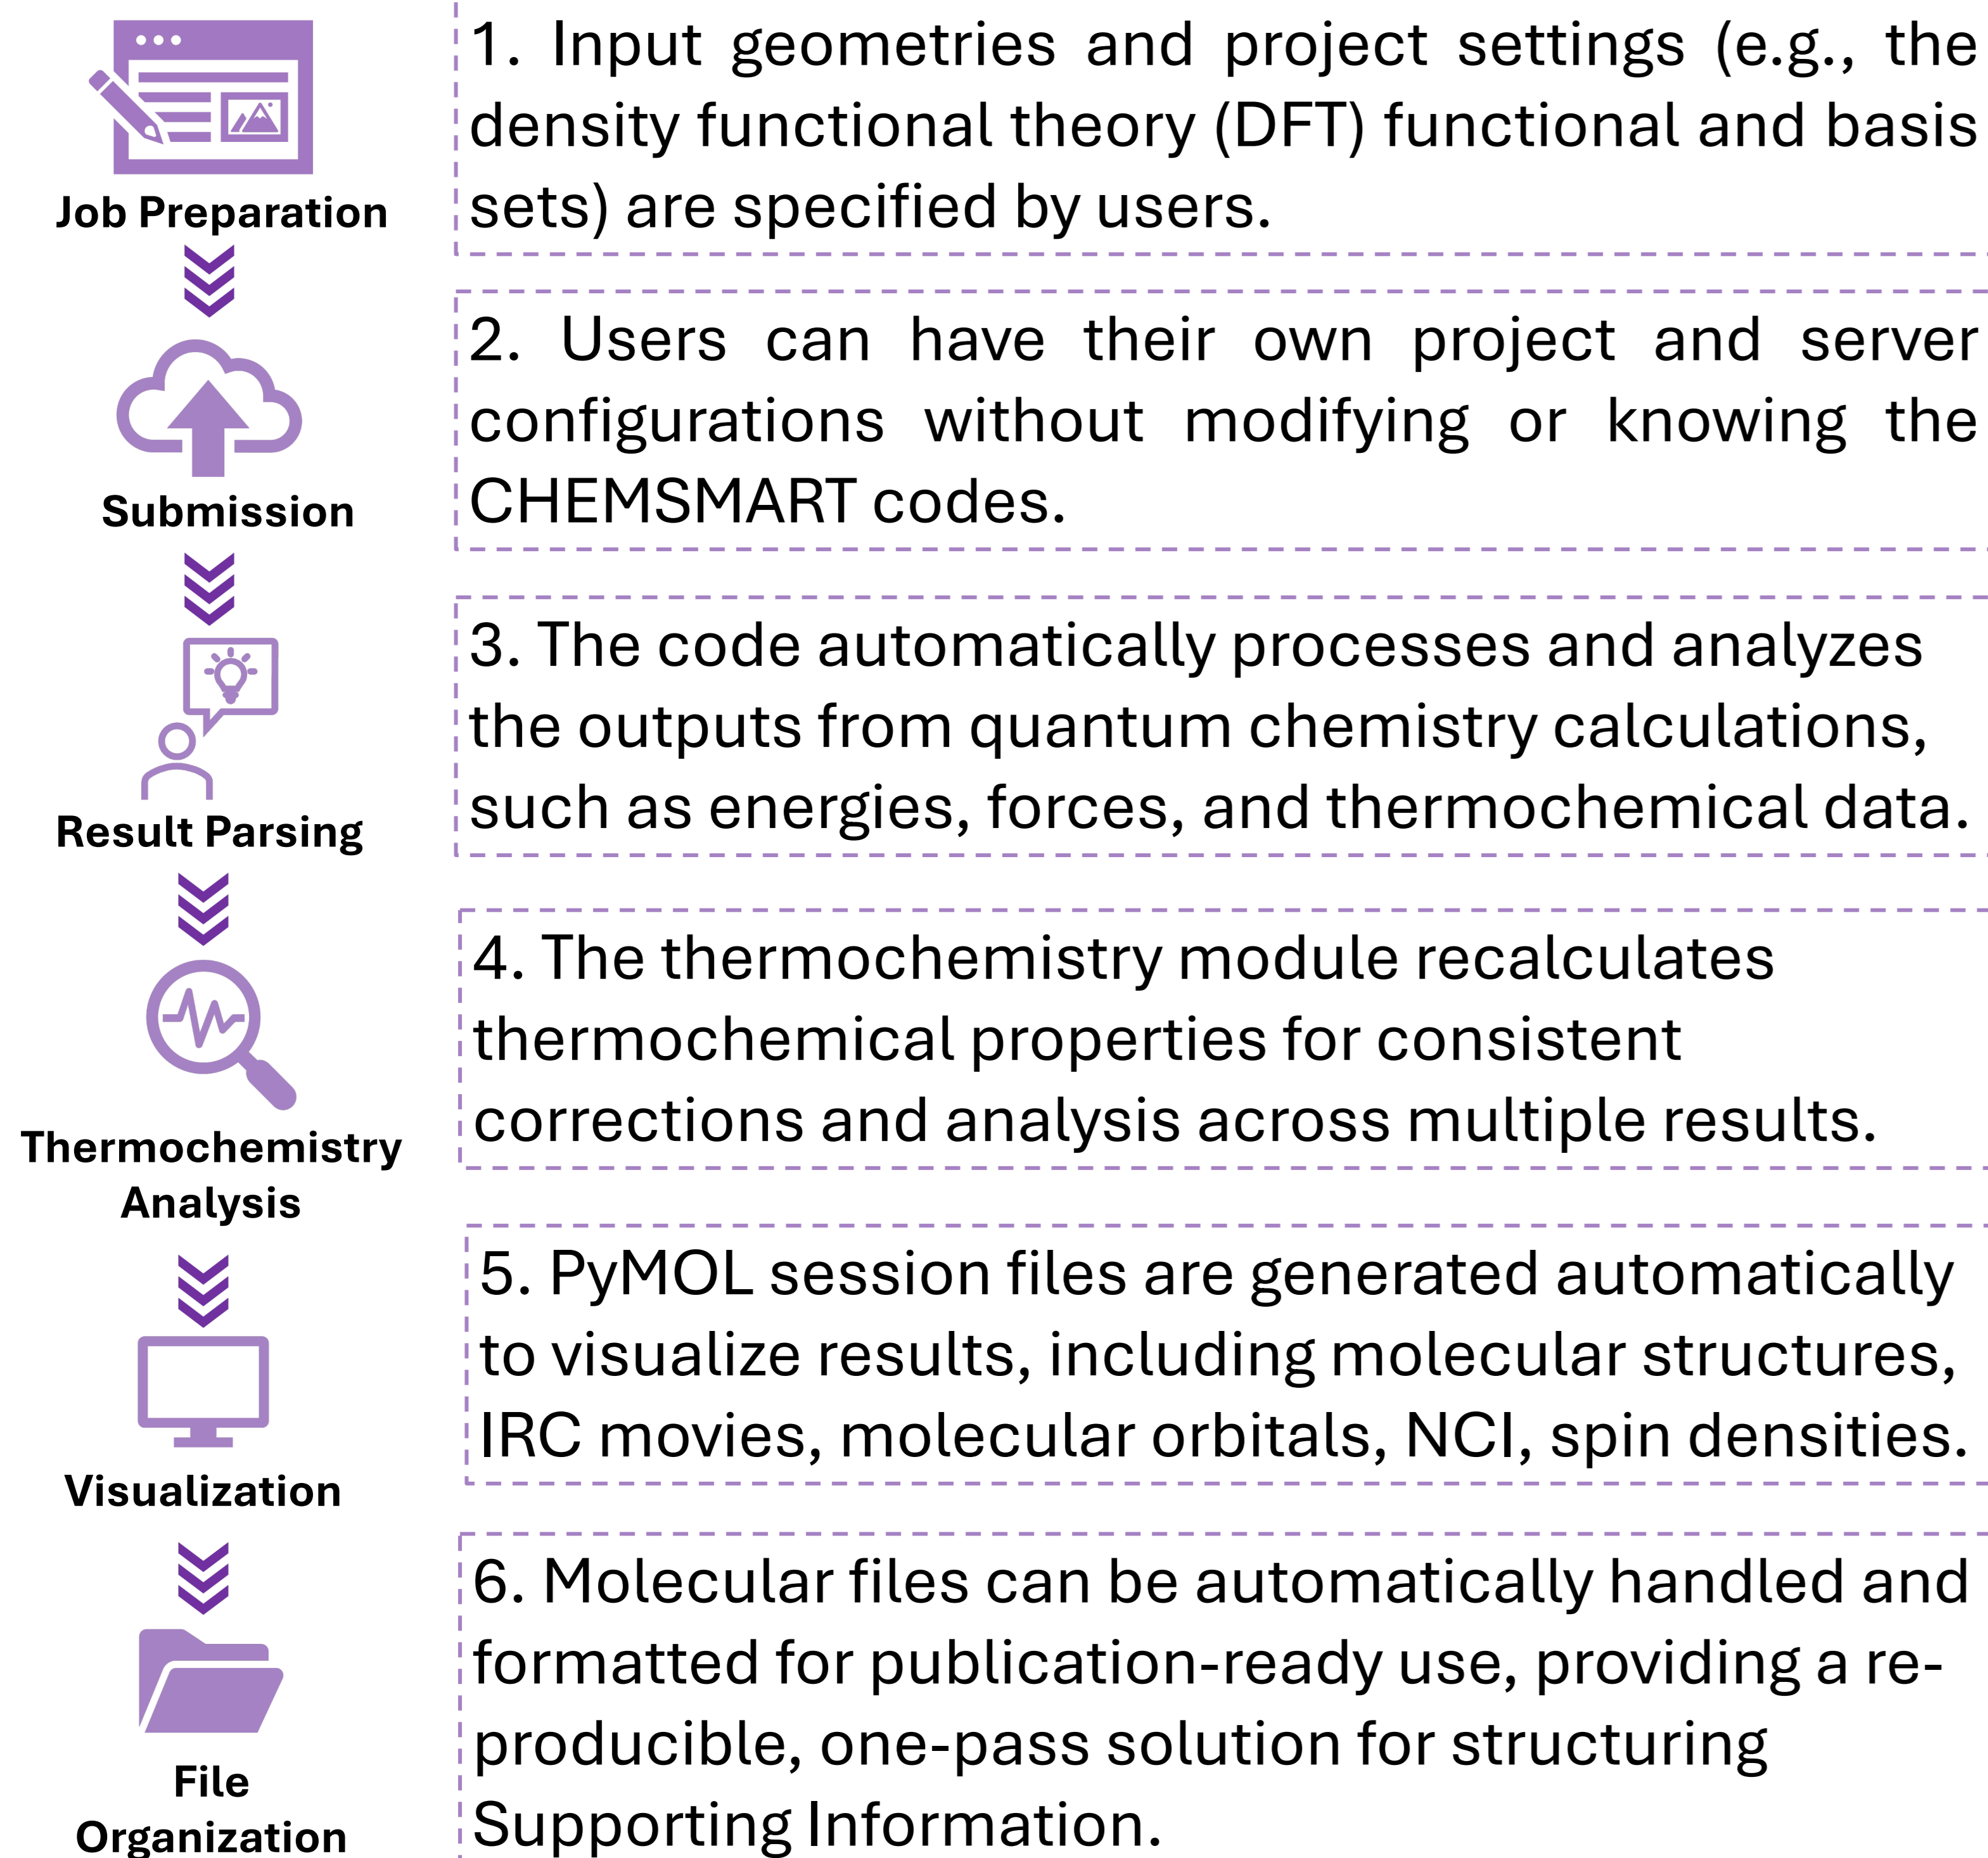 Job Preparation
1. Input geometries and project settings (e.g., the
density functional theory (DFT) functional and basis
sets) are specified by users.
Submission
2. Users can have their own project and server
configurations without modifying or knowing the
CHEMSMART codes.
Result Parsing
3. The code automatically processes and analyzes
the outputs from quantum chemistry calculations,
such as energies, forces, and thermochemical data.
Thermochemistry
Analysis
4. The thermochemistry module recalculates
thermochemical properties for consistent
corrections and analysis across multiple results.
Visualization
5. PyMOL session files are generated automatically
to visualize results, including molecular structures,
IRC movies, molecular orbitals, NCI, spin densities.
File
Organization
6. Molecular files can be automatically handled and
formatted for publication-ready use, providing a re-
producible, one-pass solution for structuring
Supporting Information.